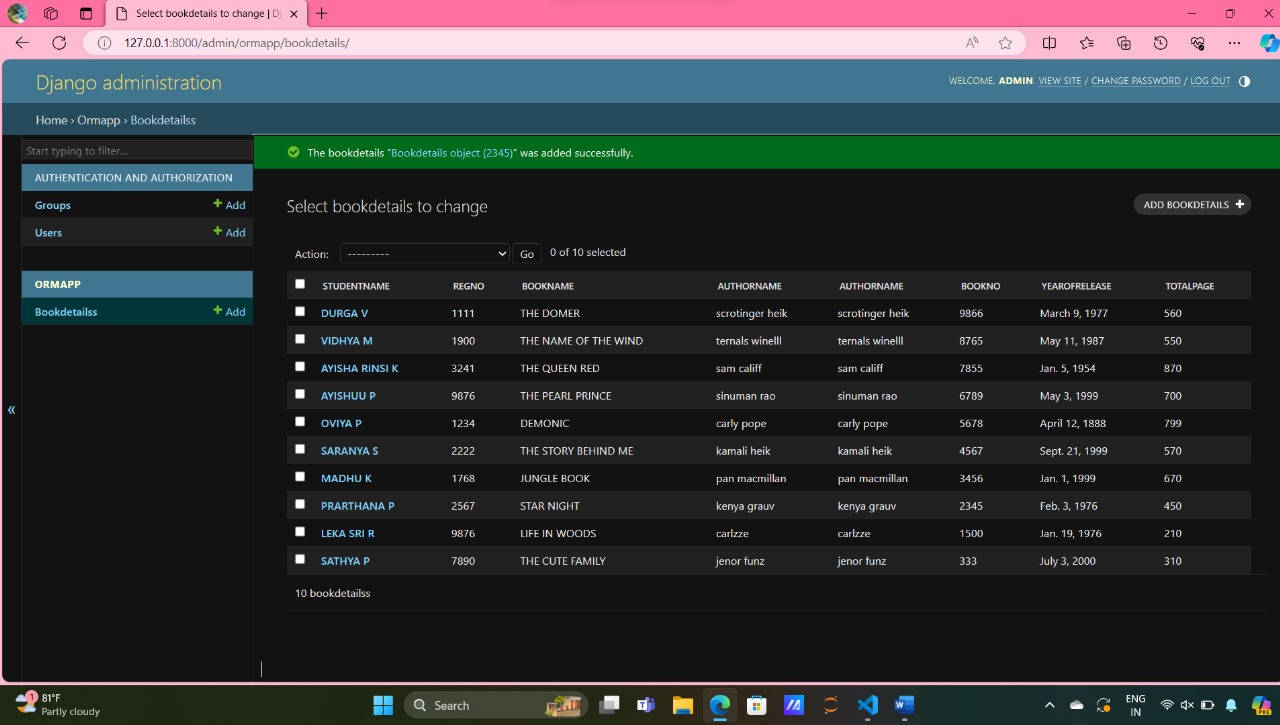 Select bookdetails to change | Dj
127.0.0.1:8000/admin/ormapp/bookdetails/
Django administration
WELCOME, ADMIN. VIEW SITE / CHANGE PASSWORD / LOG OUT
Home › Ormapp › Bookdetailss
Start typing to filter...
AUTHENTICATION AND AUTHORIZATION
Groups + Add
Users + Add
ORMAPP
Bookdetailss + Add
«
The bookdetails “Bookdetails object (2345)” was added successfully.
Select bookdetails to change
ADD BOOKDETAILS +
Action: --------- Go 0 of 10 selected
STUDENTNAME REGNO BOOKNAME AUTHORNAME AUTHORNAME BOOKNO YEAROFRELEASE TOTALPAGE
DURGA V 1111 THE DOMER scrotinger heik scrotinger heik 9866 March 9, 1977 560
VIDHYA M 1900 THE NAME OF THE WIND ternals winelll ternals winelll 8765 May 11, 1987 550
AYISHA RINSI K 3241 THE QUEEN RED sam califf sam califf 7855 Jan. 5, 1954 870
AYISHUU P 9876 THE PEARL PRINCE sinuman rao sinuman rao 6789 May 3, 1999 700
OVIYA P 1234 DEMONIC carly pope carly pope 5678 April 12, 1888 799
SARANYA S 2222 THE STORY BEHIND ME kamali heik kamali heik 4567 Sept. 21, 1999 570
MADHU K 1768 JUNGLE BOOK pan macmillan pan macmillan 3456 Jan. 1, 1999 670
PRARTHANA P 2567 STAR NIGHT kenya grauv kenya grauv 2345 Feb. 3, 1976 450
LEKA SRI R 9876 LIFE IN WOODS carlzze carlzze 1500 Jan. 19, 1976 210
SATHYA P 7890 THE CUTE FAMILY jenor funz jenor funz 333 July 3, 2000 310
10 bookdetailss
1
81°F
Partly cloudy
Search
ENG
IN
PRE